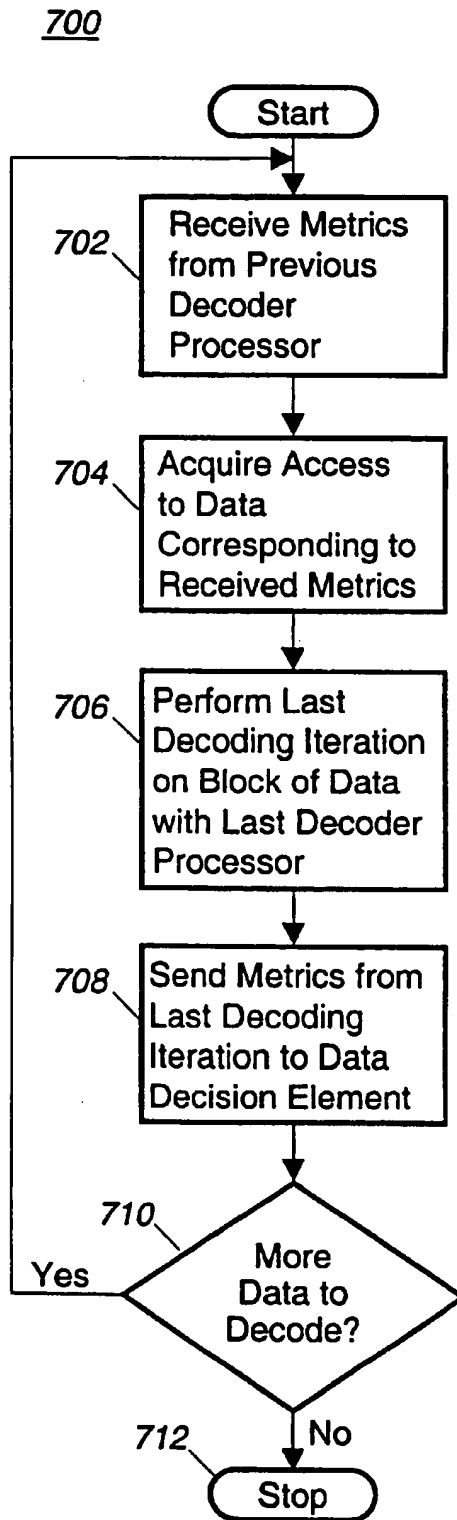 700
Start
702
Receive Metrics
from Previous
Decoder
Processor
704
Acquire Access
to Data
Corresponding to
Received Metrics
706
Perform Last
Decoding Iteration
on Block of Data
with Last Decoder
Processor
708
Send Metrics from
Last Decoding
Iteration to Data
Decision Element
710
More
Data to
Decode?
Yes
No
712
Stop